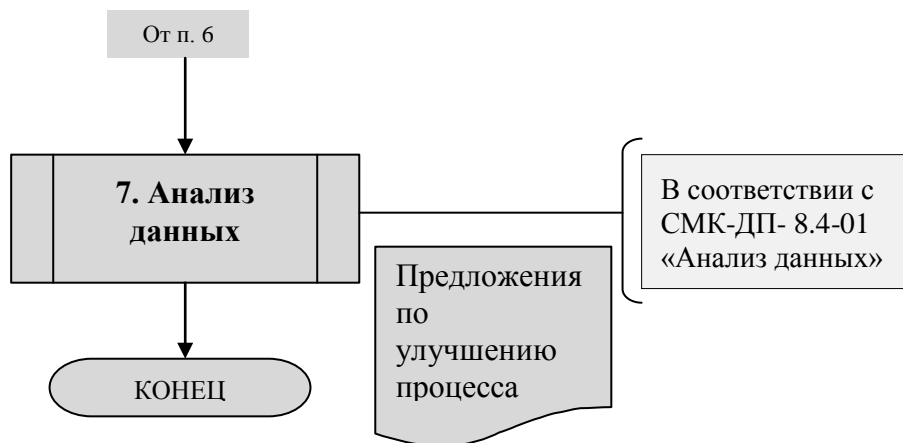 От п. 6
7. Анализ
данных
В соответствии с
СМК-ДП- 8.4-01
«Анализ данных»
Предложения
по
улучшению
процесса
КОНЕЦ